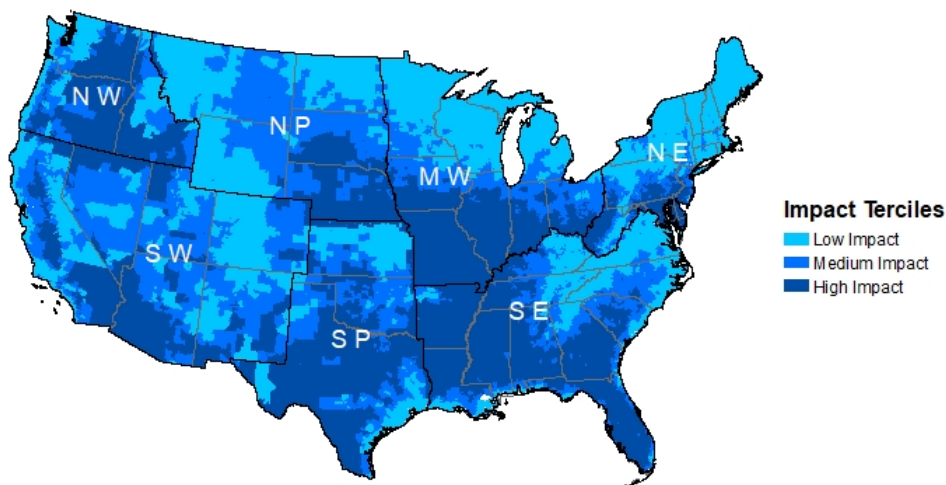 N W
N P
M W
N E
Impact Terciles
Low Impact
Medium Impact
High Impact
S W
S E
S P